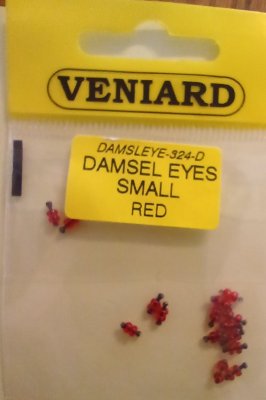 VENIARD
DAMSLEYE-324-D
DAMSEL EYES
SMALL
RED